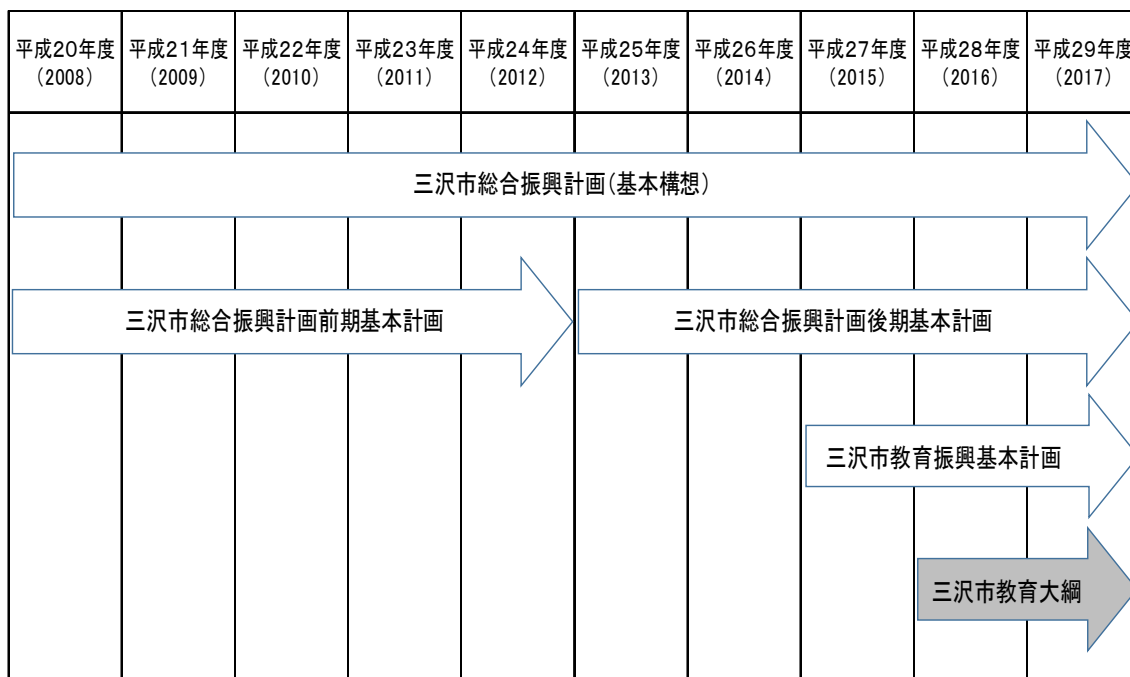 平成20年度 平成21年度 平成22年度 平成23年度 平成24年度 平成25年度 平成26年度 平成27年度 平成28年度 平成29年度
(2008) (2009) (2010) (2011) (2012) (2013) (2014) (2015) (2016) (2017)
三沢市総合振興計画(基本構想)
三沢市総合振興計画前期基本計画 三沢市総合振興計画後期基本計画
三沢市教育振興基本計画
三沢市教育大綱